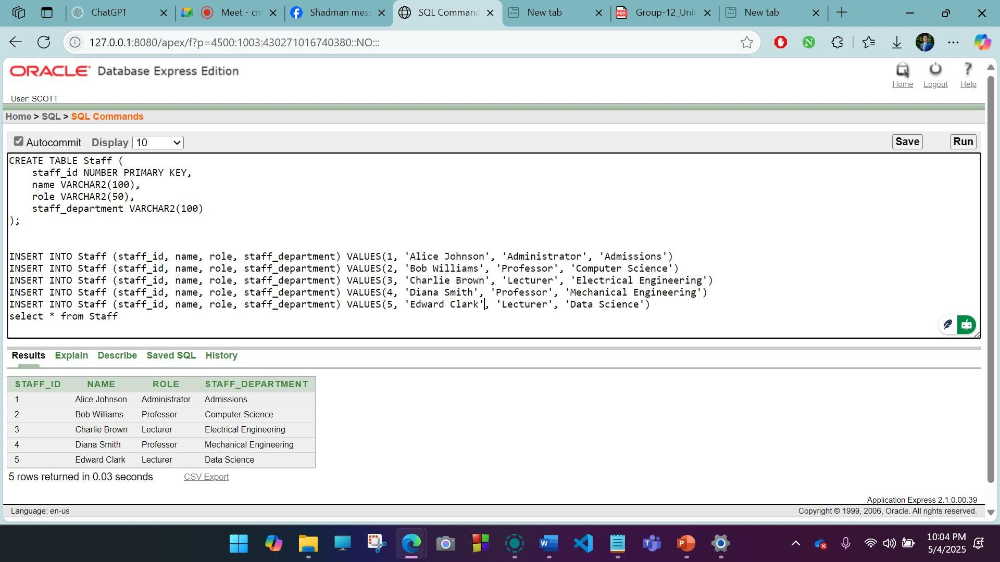 ChatGPT
Meet - cm
Shadman mess
SQL Command
New tab
Group-12_Univ
New tab
127.0.0.1:8080/apex/f?p=4500:1003:430271016740380::NO:::
ORACLE Database Express Edition
Home Logout Help
User: SCOTT
Home > SQL > SQL Commands
Autocommit Display 10 Save Run
CREATE TABLE Staff (
    staff_id NUMBER PRIMARY KEY,
    name VARCHAR2(100),
    role VARCHAR2(50),
    staff_department VARCHAR2(100)
);
INSERT INTO Staff (staff_id, name, role, staff_department) VALUES(1, 'Alice Johnson', 'Administrator', 'Admissions')
INSERT INTO Staff (staff_id, name, role, staff_department) VALUES(2, 'Bob Williams', 'Professor', 'Computer Science')
INSERT INTO Staff (staff_id, name, role, staff_department) VALUES(3, 'Charlie Brown', 'Lecturer', 'Electrical Engineering')
INSERT INTO Staff (staff_id, name, role, staff_department) VALUES(4, 'Diana Smith', 'Professor', 'Mechanical Engineering')
INSERT INTO Staff (staff_id, name, role, staff_department) VALUES(5, 'Edward Clark', 'Lecturer', 'Data Science')
select * from Staff
Results Explain Describe Saved SQL History
STAFF_ID NAME ROLE STAFF_DEPARTMENT
1 Alice Johnson Administrator Admissions
2 Bob Williams Professor Computer Science
3 Charlie Brown Lecturer Electrical Engineering
4 Diana Smith Professor Mechanical Engineering
5 Edward Clark Lecturer Data Science
5 rows returned in 0.03 seconds CSV Export
Application Express 2.1.0.00.39
Language: en-us Copyright © 1999, 2006, Oracle. All rights reserved.
10:04 PM
5/4/2025